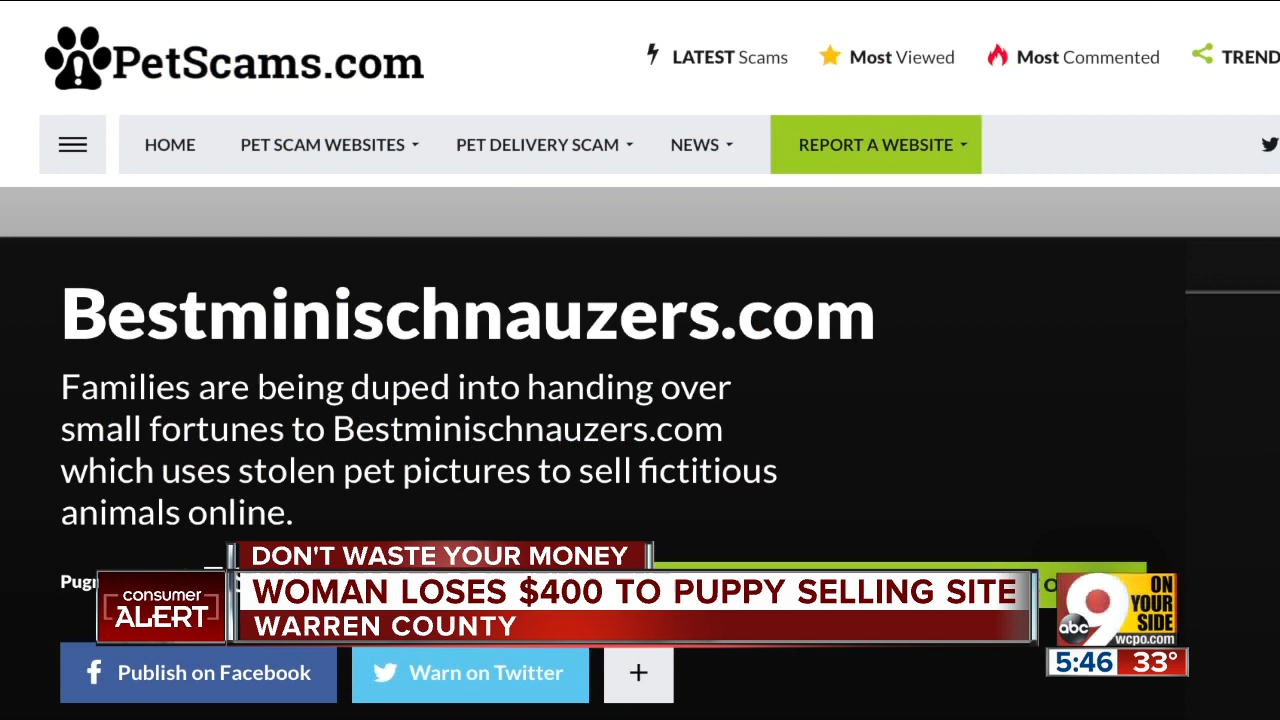 PetScams.com
LATEST Scams
Most Viewed
Most Commented
TREND
HOME
PET SCAM WEBSITES
PET DELIVERY SCAM
NEWS
REPORT A WEBSITE
Bestminischnauzers.com
Families are being duped into handing over
small fortunes to Bestminischnauzers.com
which uses stolen pet pictures to sell fictitious
animals online.
DON'T WASTE YOUR MONEY
consumer
ALERT
WOMAN LOSES $400 TO PUPPY SELLING SITE
WARREN COUNTY
abc
9
ON
YOUR
SIDE
wcpo.com
5:46 33°
Publish on Facebook
Warn on Twitter
+